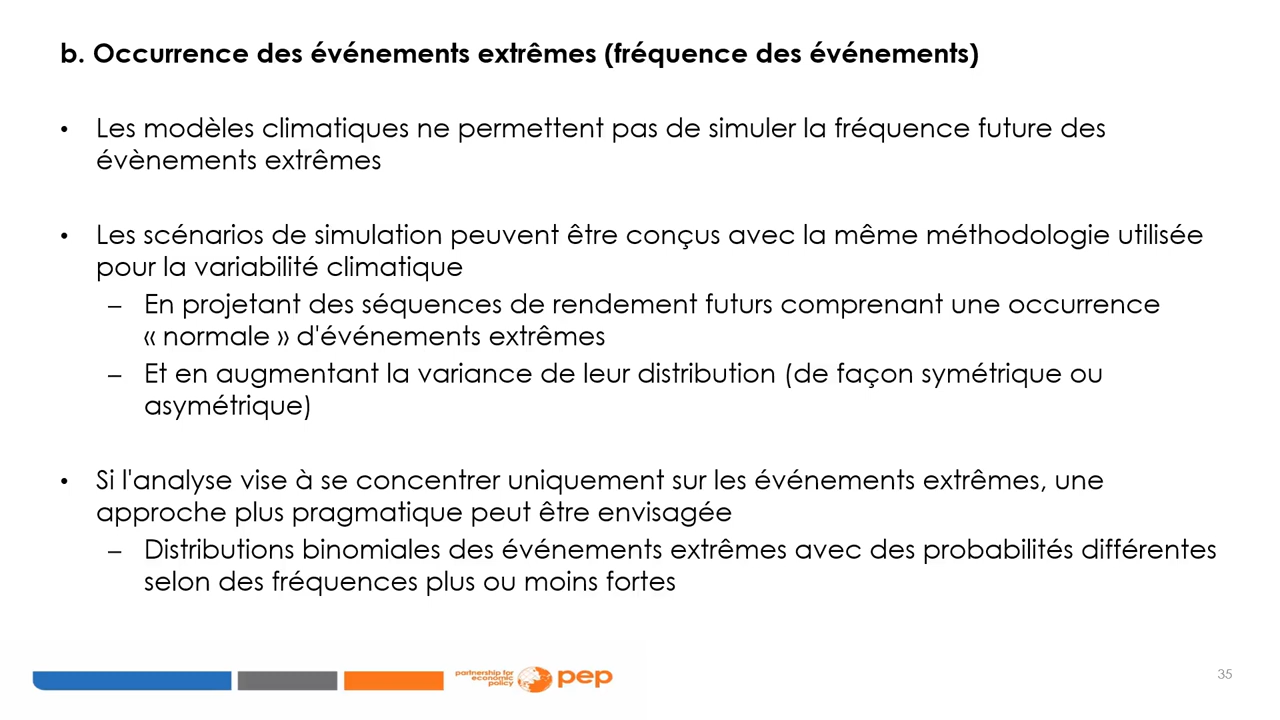 b. Occurrence des événements extrêmes (fréquence des événements)
• Les modèles climatiques ne permettent pas de simuler la fréquence future des
évènements extrêmes
• Les scénarios de simulation peuvent être conçus avec la même méthodologie utilisée
pour la variabilité climatique
– En projetant des séquences de rendement futurs comprenant une occurrence
« normale » d'événements extrêmes
– Et en augmentant la variance de leur distribution (de façon symétrique ou
asymétrique)
• Si l'analyse vise à se concentrer uniquement sur les événements extrêmes, une
approche plus pragmatique peut être envisagée
– Distributions binomiales des événements extrêmes avec des probabilités différentes
selon des fréquences plus ou moins fortes
partnership for
economic
policy
pep
35